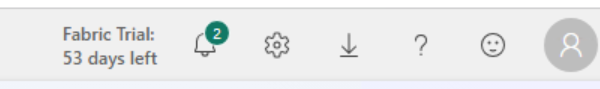 Fabric Trial:
53 days left
2
?